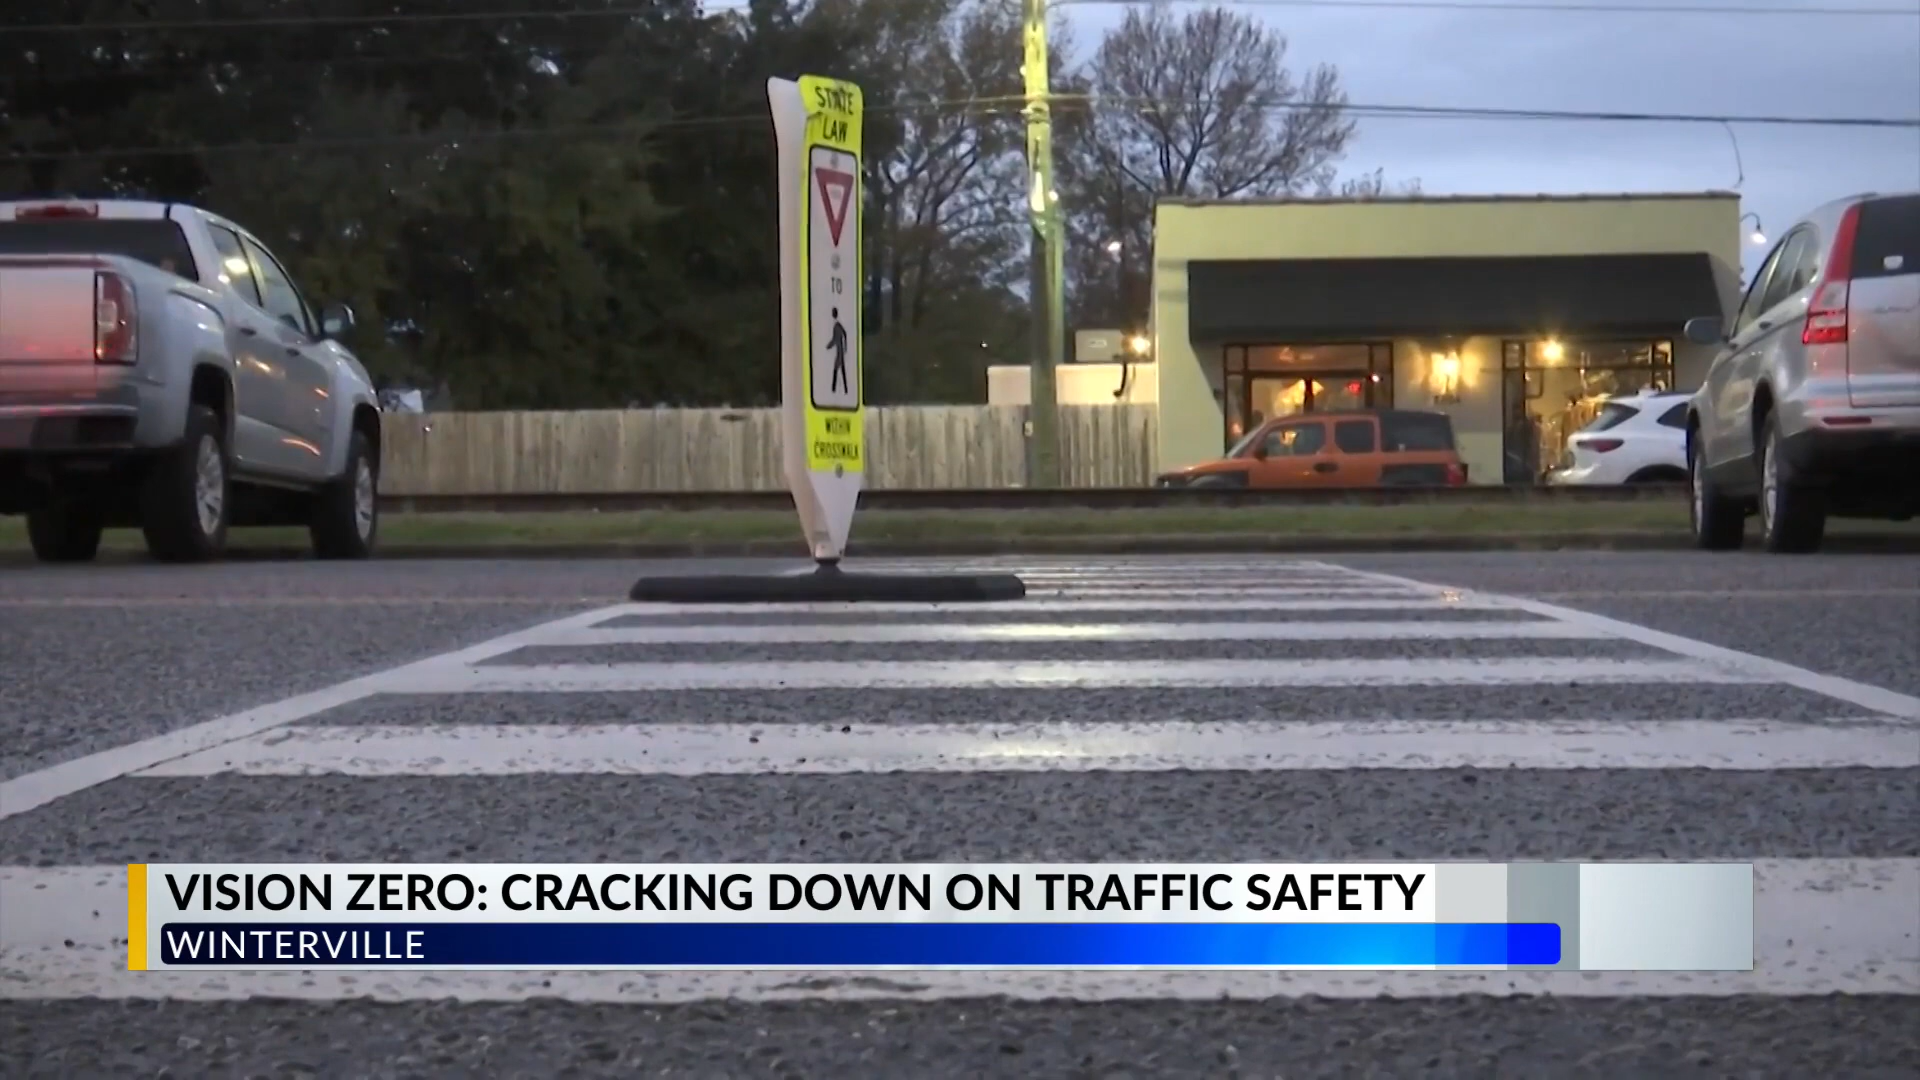 STATE
LAW
TO
WITHIN
CROSSWALK
VISION ZERO: CRACKING DOWN ON TRAFFIC SAFETY
WINTERVILLE